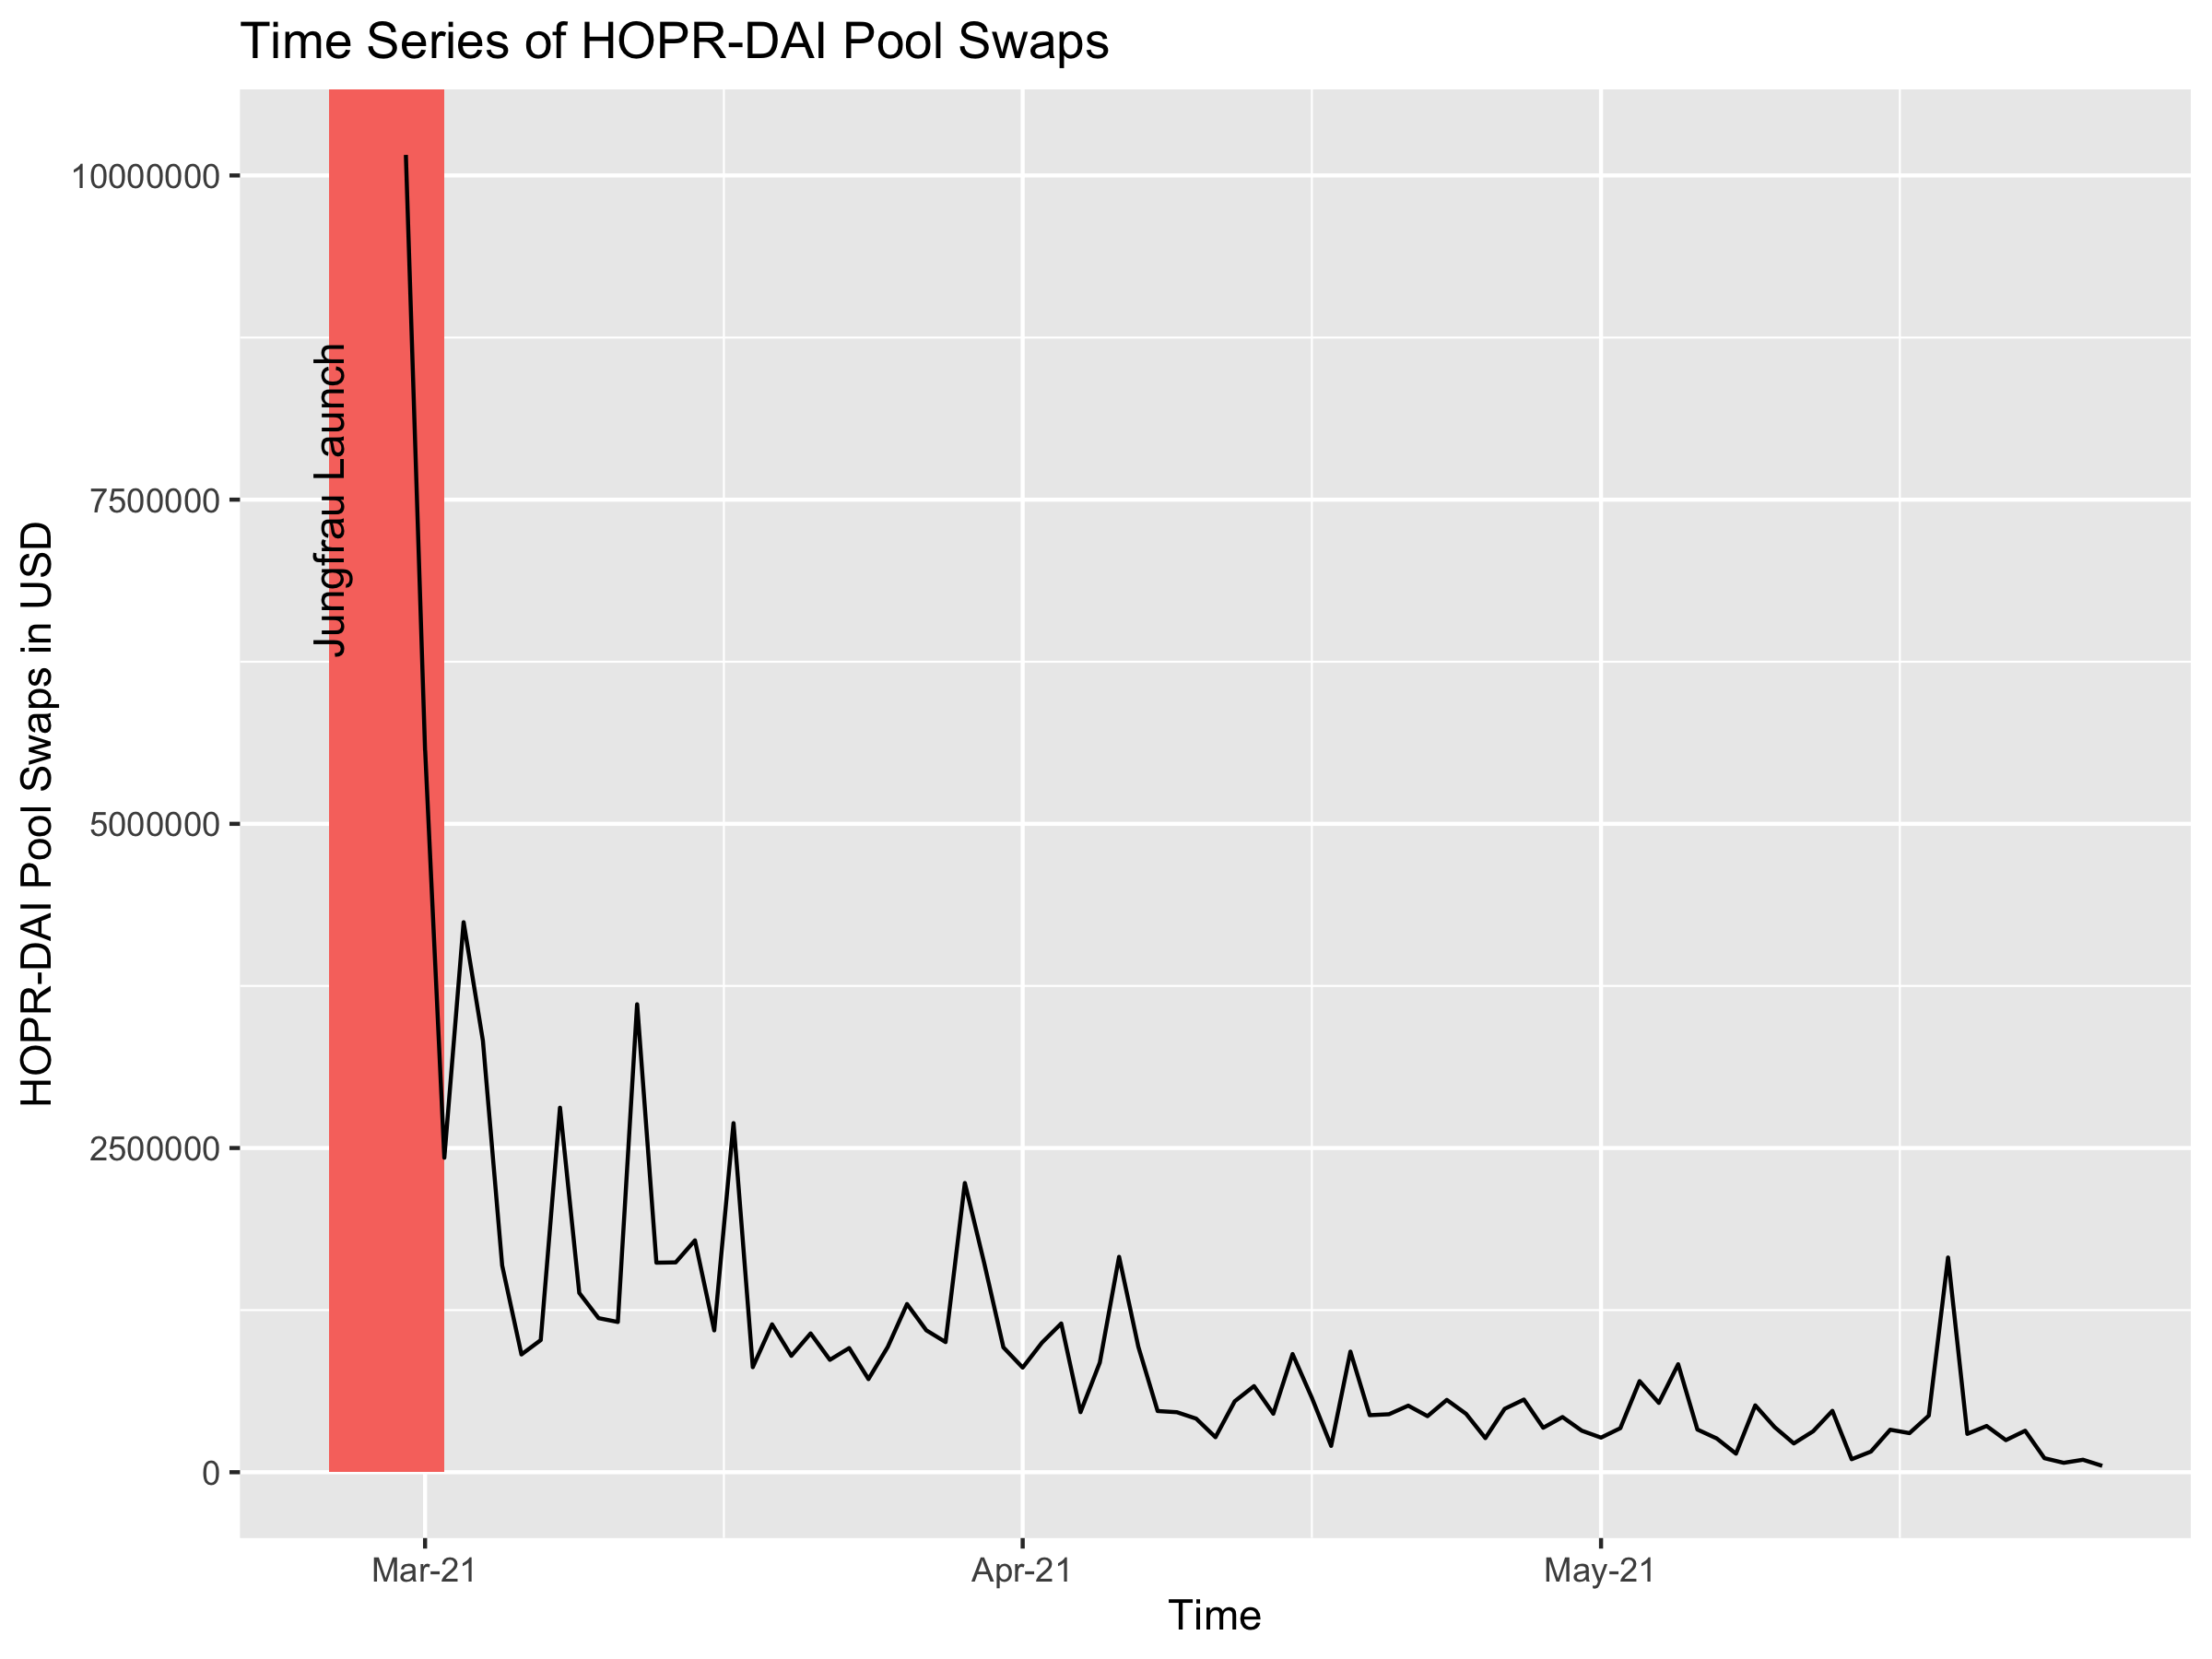 Time Series of HOPR-DAI Pool Swaps
HOPR-DAI Pool Swaps in USD
10000000
7500000
5000000
2500000
0
Jungfrau Launch
Mar-21
Apr-21
May-21
Time